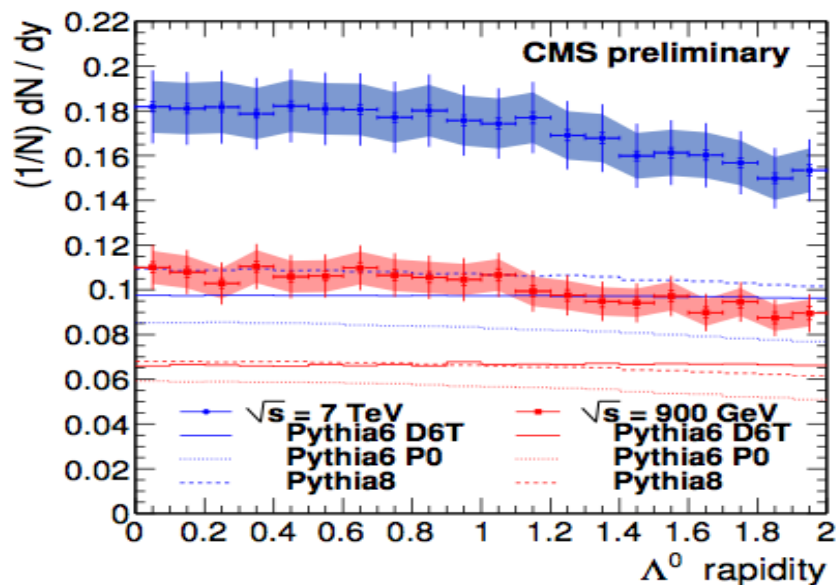 CMS preliminary
(1/N) dN / dy
0.22
0.2
0.18
0.16
0.14
0.12
0.1
0.08
0.06
0.04
0.02
0
√s = 7 TeV
Pythia6 D6T
Pythia6 P0
Pythia8
√s = 900 GeV
Pythia6 D6T
Pythia6 P0
Pythia8
0 0.2 0.4 0.6 0.8 1 1.2 1.4 1.6 1.8 2
Λ⁰ rapidity